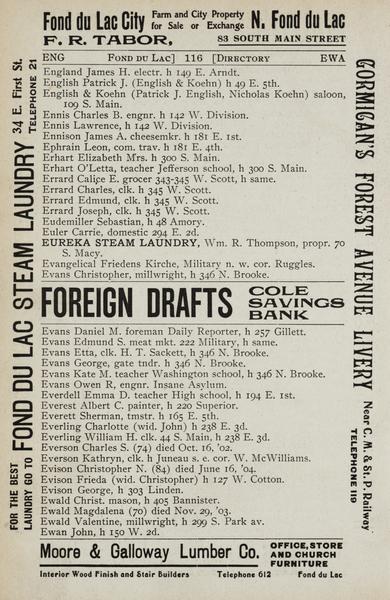 Fond du Lac City Farm and City Property for Sale or Exchange N. Fond du Lac
F. R. TABOR, 83 SOUTH MAIN STREET
ENG FOND DU LAC] 116 [DIRECTORY EWA
England James H. electr. h 149 E. Arndt.
English Patrick J. (English & Koehn) h 49 E. 5th.
English & Koehn (Patrick J. English, Nicholas Koehn) saloon,
109 S. Main.
Ennis Charles B. engnr. h 142 W. Division.
Ennis Lawrence, h 142 W. Division.
Ennison James A. cheesemkr. h 181 E. 1st.
Ephrain Leon, com. trav. h 181 E. 4th.
Erhart Elizabeth Mrs. h 300 S. Main.
Erhart O'Letta, teacher Jefferson school, h 300 S. Main.
Errard Calige E. grocer 343-345 W. Scott, h same.
Errard Charles, clk. h 345 W. Scott.
Errard Edmund, clk. h 345 W. Scott.
Errard Joseph, clk. h 345 W. Scott.
Eudemiller Sebastian, h 48 Amory.
Euler Carrie, domestic 294 E. 2d.
EUREKA STEAM LAUNDRY, Wm. R. Thompson, propr. 70
S. Macy.
Evangelical Friedens Kirche, Military n. w. cor. Ruggles.
Evans Christopher, millwright, h 346 N. Brooke.
FOREIGN DRAFTS COLE SAVINGS BANK
Evans Daniel M. foreman Daily Reporter, h 257 Gillett.
Evans Edmund S. meat mkt. 222 Military, h same.
Evans Etta, clk. H. T. Sackett, h 346 N. Brooke.
Evans George, gate tndr. h 346 N. Brooke.
Evans Kate M. teacher Washington school, h 346 N. Brooke.
Evans Owen R, engnr. Insane Asylum.
Everdell Emma D. teacher High school, h 194 E. 1st.
Everest Albert C. painter, h 220 Superior.
Everett Sherman, tmstr. h 165 E. 5th.
Everling Charlotte (wid. John) h 238 E. 3d.
Everling William H. clk. 44 S. Main, h 238 E. 3d.
Everson Charles S. (74) died Oct. 16, '02.
Everson Kathryn, clk. h Juneau s. e. cor. W. McWilliams.
Evison Christopher N. (84) died June 16, '04.
Evison Frieda (wid. Christopher) h 127 W. Cotton.
Evison George, h 303 Linden.
Ewald Christ. mason, h 405 Bannister.
Ewald Magdalena (70) died Nov. 29, '03.
Ewald Valentine, millwright, h 299 S. Park av.
Ewan John, h 150 W. 2d.
Moore & Galloway Lumber Co. OFFICE, STORE AND CHURCH FURNITURE
Interior Wood Finish and Stair Builders Telephone 612 Fond du Lac
FOR THE BEST LAUNDRY GO TO FOND DU LAC STEAM LAUNDRY 34 E. First St. TELEPHONE 21
GORMIGAN'S FOREST AVENUE LIVERY Near C. M. & St. P. Railway TELEPHONE 119